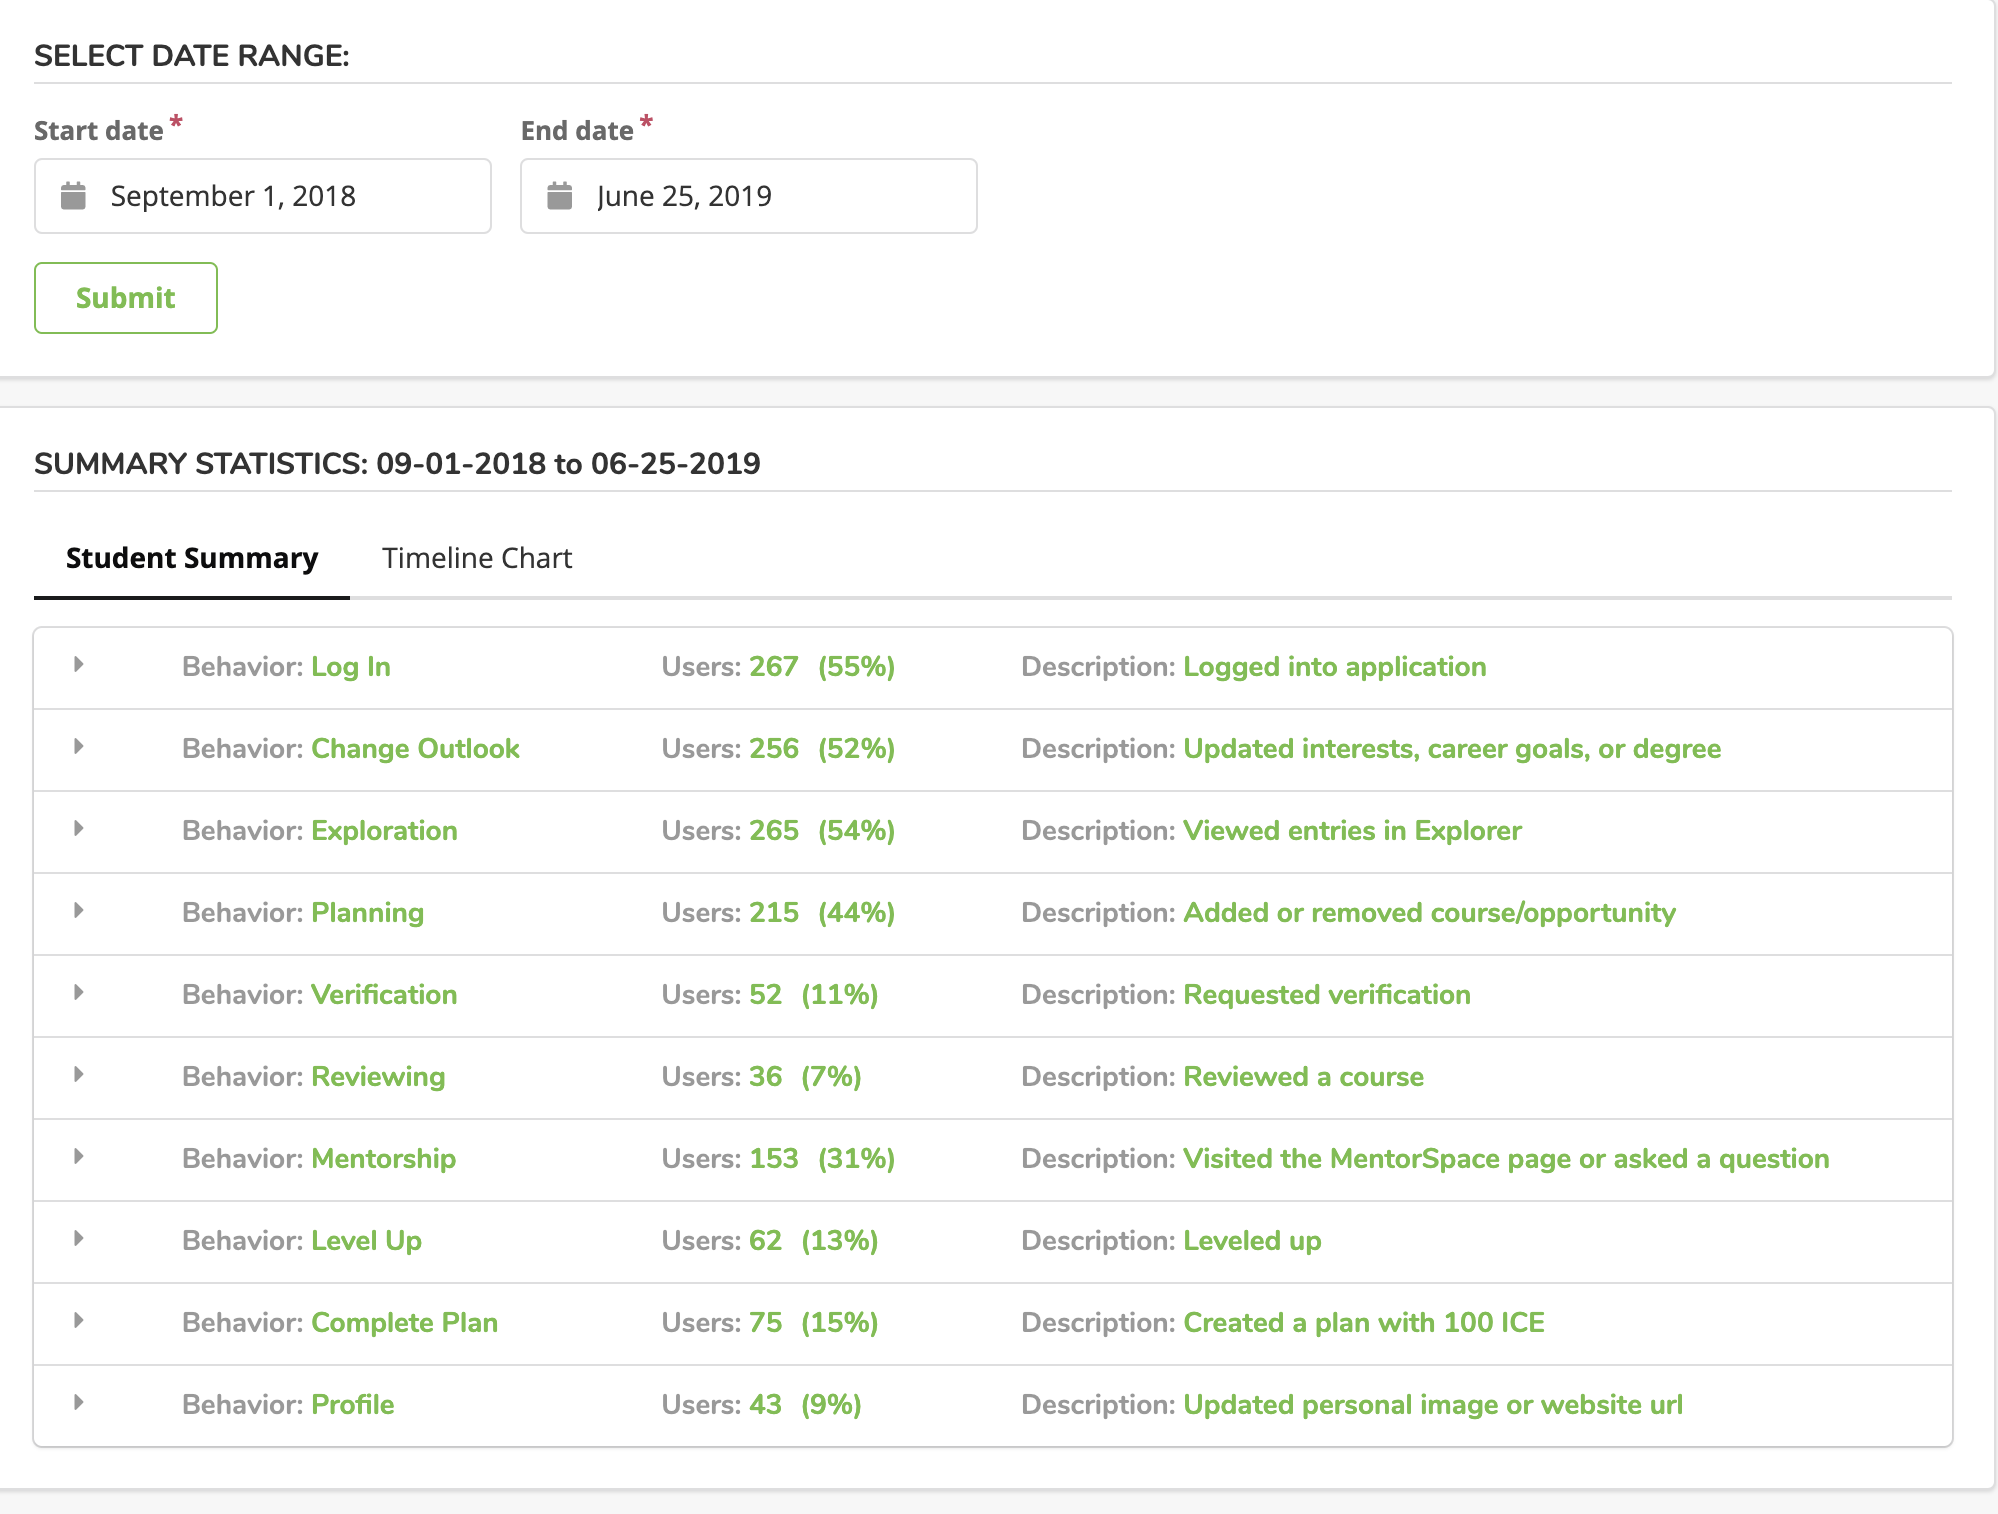 SELECT DATE RANGE:
Start date * End date *
September 1, 2018 June 25, 2019
Submit
SUMMARY STATISTICS: 09-01-2018 to 06-25-2019
Student Summary Timeline Chart
Behavior: Log In Users: 267 (55%) Description: Logged into application
Behavior: Change Outlook Users: 256 (52%) Description: Updated interests, career goals, or degree
Behavior: Exploration Users: 265 (54%) Description: Viewed entries in Explorer
Behavior: Planning Users: 215 (44%) Description: Added or removed course/opportunity
Behavior: Verification Users: 52 (11%) Description: Requested verification
Behavior: Reviewing Users: 36 (7%) Description: Reviewed a course
Behavior: Mentorship Users: 153 (31%) Description: Visited the MentorSpace page or asked a question
Behavior: Level Up Users: 62 (13%) Description: Leveled up
Behavior: Complete Plan Users: 75 (15%) Description: Created a plan with 100 ICE
Behavior: Profile Users: 43 (9%) Description: Updated personal image or website url